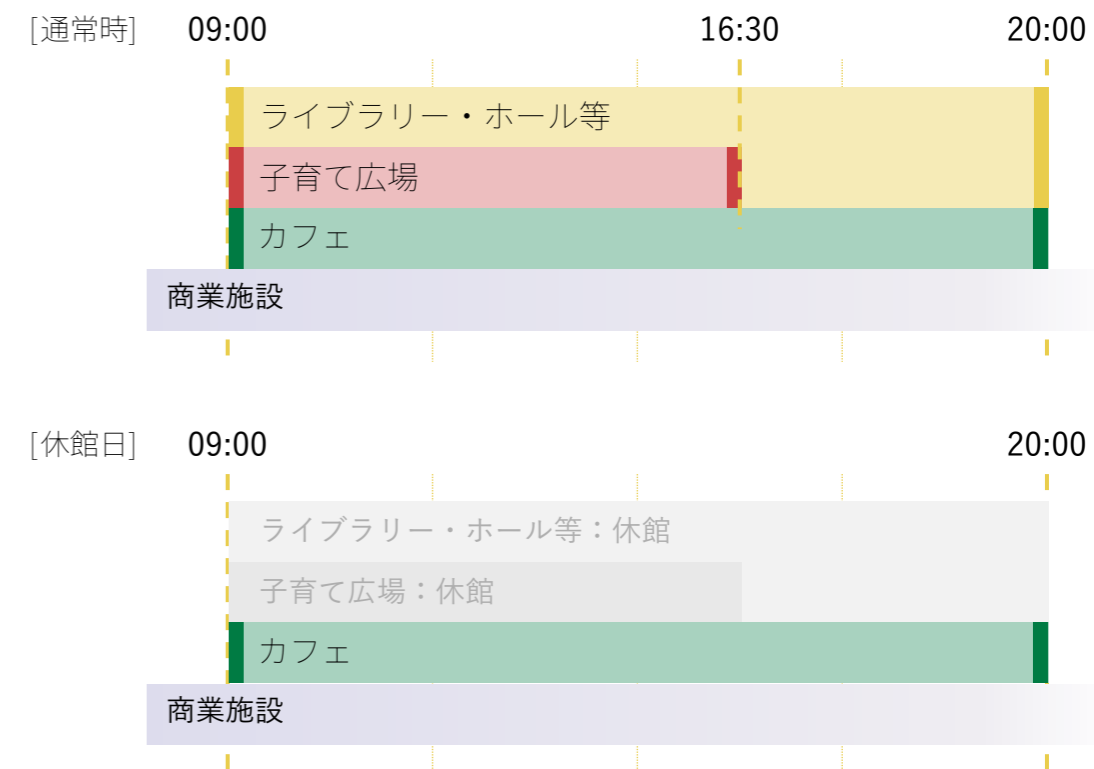 [通常時] 09:00 16:30 20:00
ライブラリー・ホール等
子育て広場
カフェ
商業施設
[休館日] 09:00 20:00
ライブラリー・ホール等：休館
子育て広場：休館
カフェ
商業施設